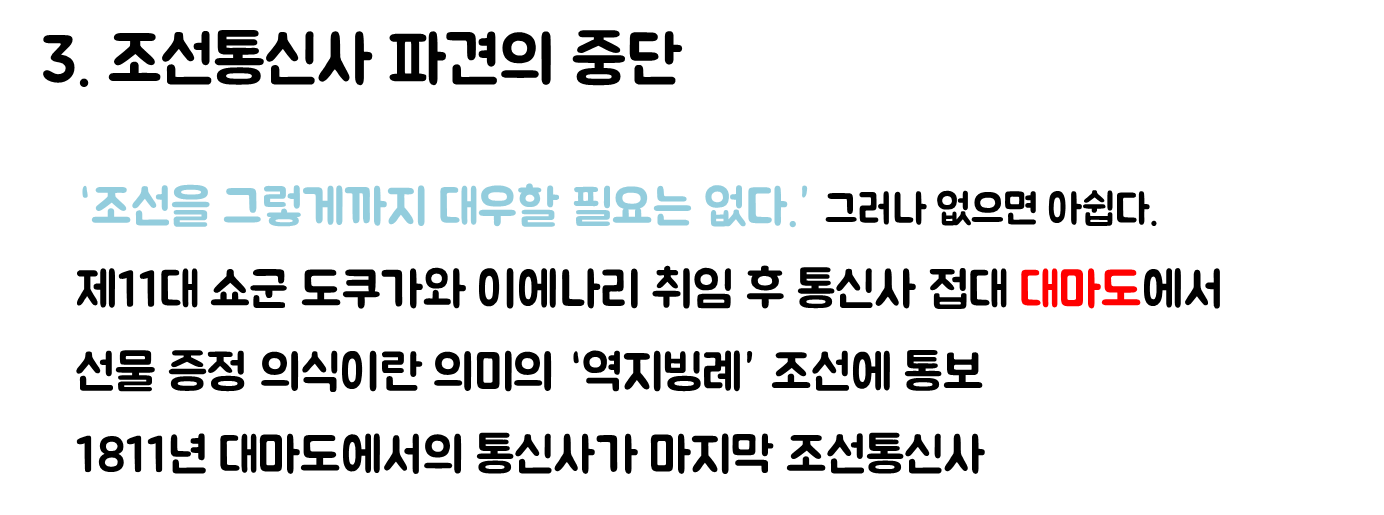 3. 조선통신사 파견의 중단
‘조선을 그렇게까지 대우할 필요는 없다.’ 그러나 없으면 아쉽다.
제11대 쇼군 도쿠가와 이에나리 취임 후 통신사 접대 대마도에서
선물 증정 의식이란 의미의 ‘역지빙례’ 조선에 통보
1811년 대마도에서의 통신사가 마지막 조선통신사